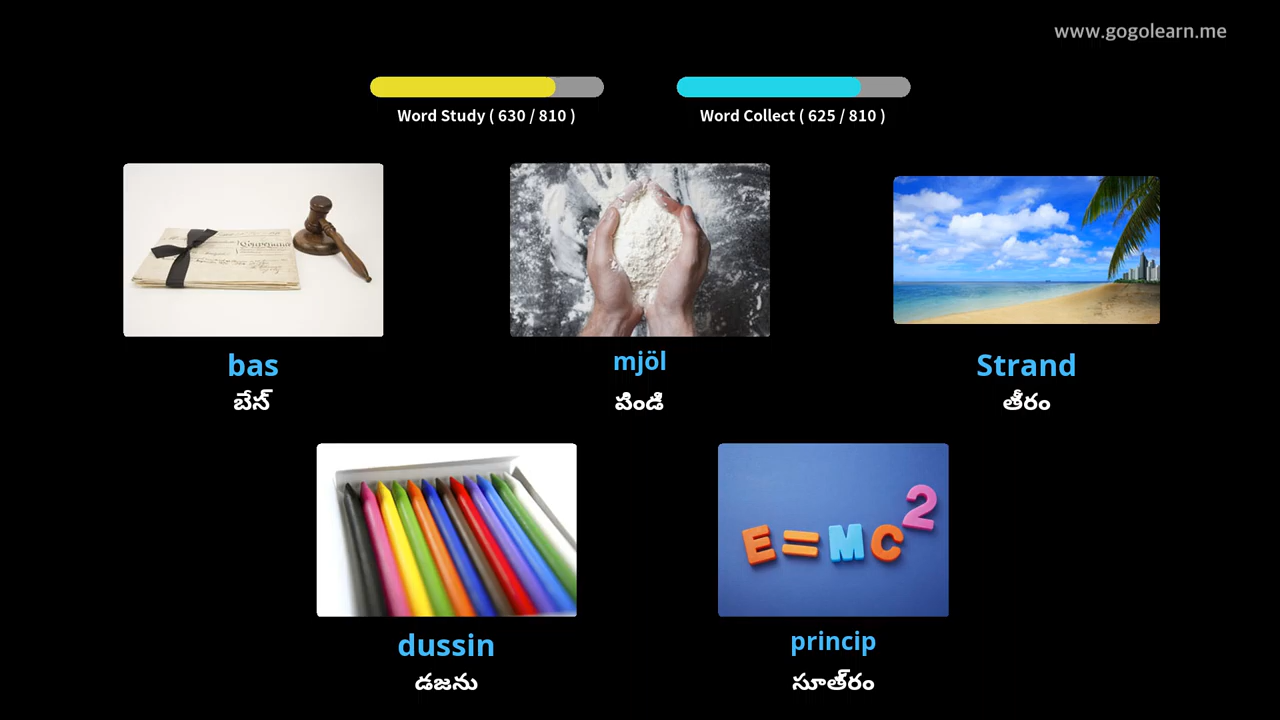 www.gogolearn.me
Word Study ( 630 / 810 )
Word Collect ( 625 / 810 )
bas
బేస్
mjöl
పిండి
Strand
తీరం
dussin
డజను
princip
సూత్రం
E=MC2